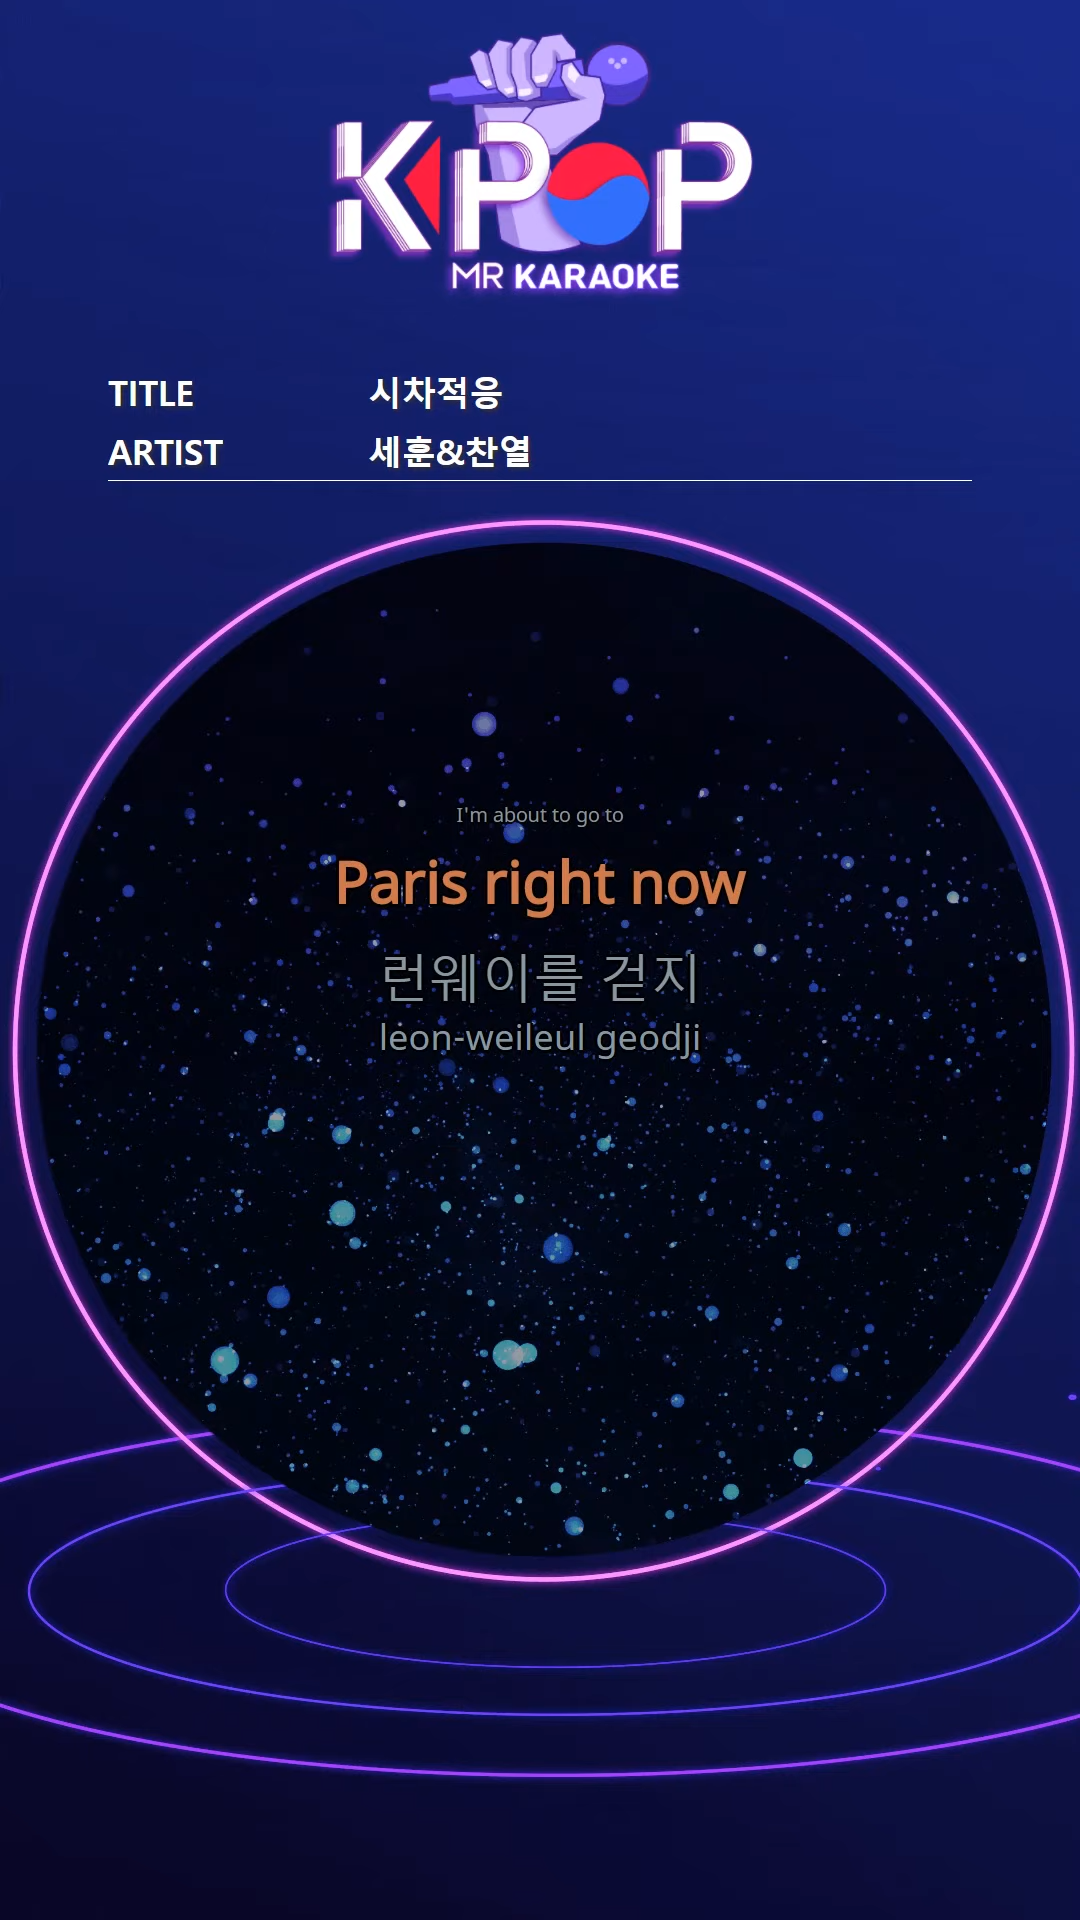 KPOP
MR KARAOKE
TITLE 시차적응
ARTIST 세훈&찬열
I'm about to go to
Paris right now
런웨이를 걷지
leon-weileul geodji